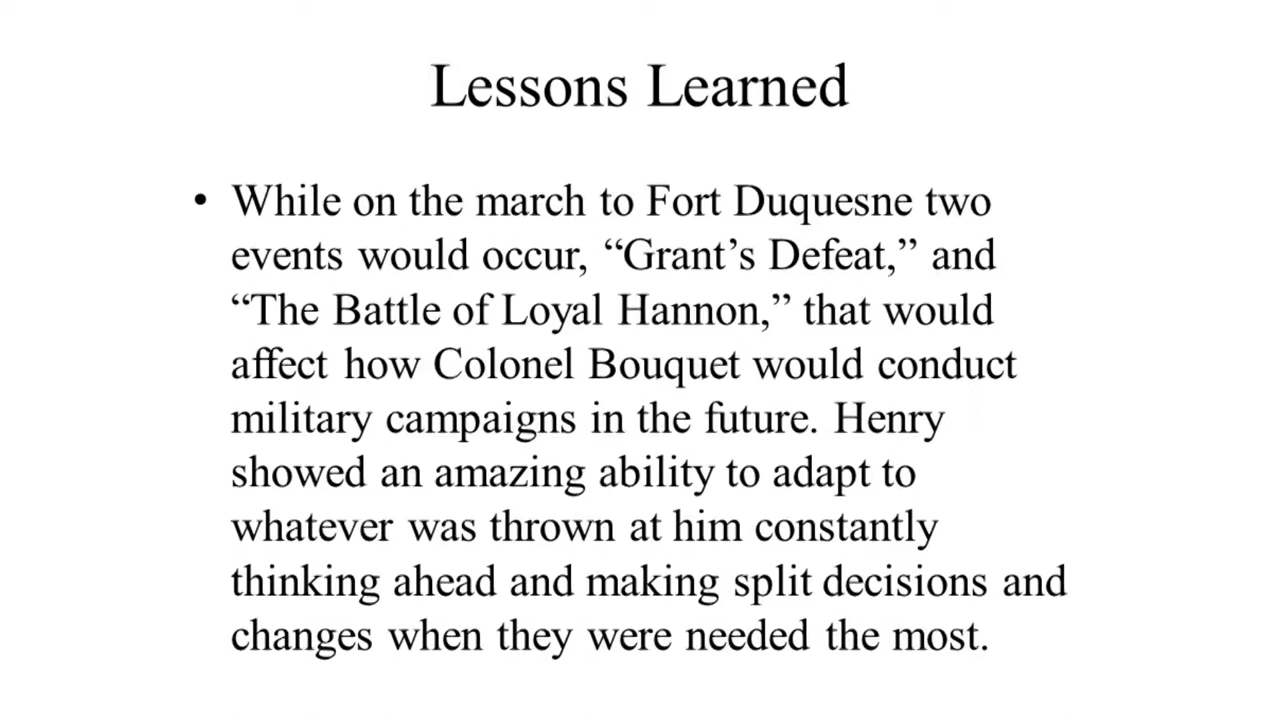 Lessons Learned
• While on the march to Fort Duquesne two
events would occur, “Grant’s Defeat,” and
“The Battle of Loyal Hannon,” that would
affect how Colonel Bouquet would conduct
military campaigns in the future. Henry
showed an amazing ability to adapt to
whatever was thrown at him constantly
thinking ahead and making split decisions and
changes when they were needed the most.